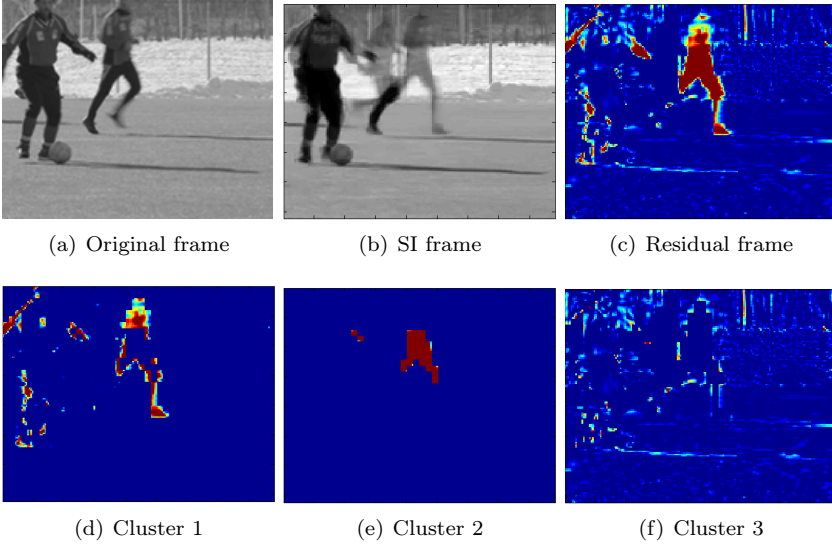 (a) Original frame
(b) SI frame
(c) Residual frame
(d) Cluster 1
(e) Cluster 2
(f) Cluster 3